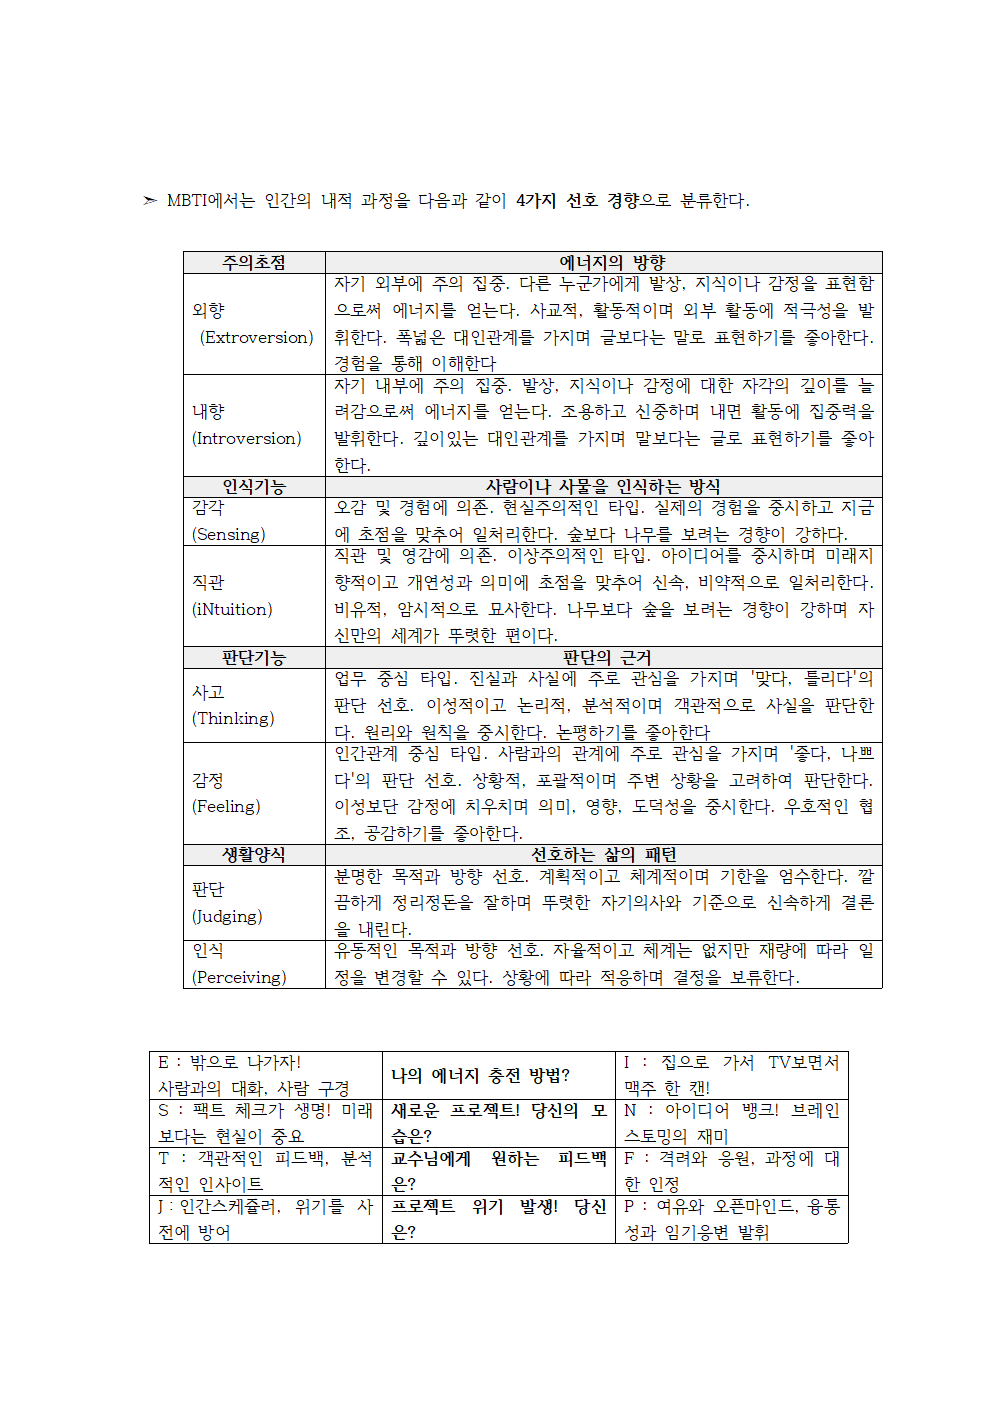 ➣ MBTI에서는 인간의 내적 과정을 다음과 같이 4가지 선호 경향으로 분류한다.
주의초점 에너지의 방향
외향
(Extroversion)
자기 외부에 주의 집중. 다른 누군가에게 발상, 지식이나 감정을 표현함
으로써 에너지를 얻는다. 사교적, 활동적이며 외부 활동에 적극성을 발
휘한다. 폭넓은 대인관계를 가지며 글보다는 말로 표현하기를 좋아한다.
경험을 통해 이해한다
내향
(Introversion)
자기 내부에 주의 집중. 발상, 지식이나 감정에 대한 자각의 깊이를 늘
려감으로써 에너지를 얻는다. 조용하고 신중하며 내면 활동에 집중력을
발휘한다. 깊이있는 대인관계를 가지며 말보다는 글로 표현하기를 좋아
한다.
인식기능 사람이나 사물을 인식하는 방식
감각
(Sensing)
오감 및 경험에 의존. 현실주의적인 타입. 실제의 경험을 중시하고 지금
에 초점을 맞추어 일처리한다. 숲보다 나무를 보려는 경향이 강하다.
직관
(iNtuition)
직관 및 영감에 의존. 이상주의적인 타입. 아이디어를 중시하며 미래지
향적이고 개연성과 의미에 초점을 맞추어 신속, 비약적으로 일처리한다.
비유적, 암시적으로 묘사한다. 나무보다 숲을 보려는 경향이 강하며 자
신만의 세계가 뚜렷한 편이다.
판단기능 판단의 근거
사고
(Thinking)
업무 중심 타입. 진실과 사실에 주로 관심을 가지며 '맞다, 틀리다'의
판단 선호. 이성적이고 논리적, 분석적이며 객관적으로 사실을 판단한
다. 원리와 원칙을 중시한다. 논평하기를 좋아한다
감정
(Feeling)
인간관계 중심 타입. 사람과의 관계에 주로 관심을 가지며 '좋다, 나쁘
다'의 판단 선호. 상황적, 포괄적이며 주변 상황을 고려하여 판단한다.
이성보단 감정에 치우치며 의미, 영향, 도덕성을 중시한다. 우호적인 협
조, 공감하기를 좋아한다.
생활양식 선호하는 삶의 패턴
판단
(Judging)
분명한 목적과 방향 선호. 계획적이고 체계적이며 기한을 엄수한다. 깔
끔하게 정리정돈을 잘하며 뚜렷한 자기의사와 기준으로 신속하게 결론
을 내린다.
인식
(Perceiving)
유동적인 목적과 방향 선호. 자율적이고 체계는 없지만 재량에 따라 일
정을 변경할 수 있다. 상황에 따라 적응하며 결정을 보류한다.
E : 밖으로 나가자!
사람과의 대화, 사람 구경
나의 에너지 충전 방법?
I : 집으로 가서 TV보면서
맥주 한 캔!
S : 팩트 체크가 생명! 미래
보다는 현실이 중요
새로운 프로젝트! 당신의 모
습은?
N : 아이디어 뱅크! 브레인
스토밍의 재미
T : 객관적인 피드백, 분석
적인 인사이트
교수님에게 원하는 피드백
은?
F : 격려와 응원, 과정에 대
한 인정
J : 인간스케쥴러, 위기를 사
전에 방어
프로젝트 위기 발생! 당신
은?
P : 여유와 오픈마인드, 융통
성과 임기응변 발휘